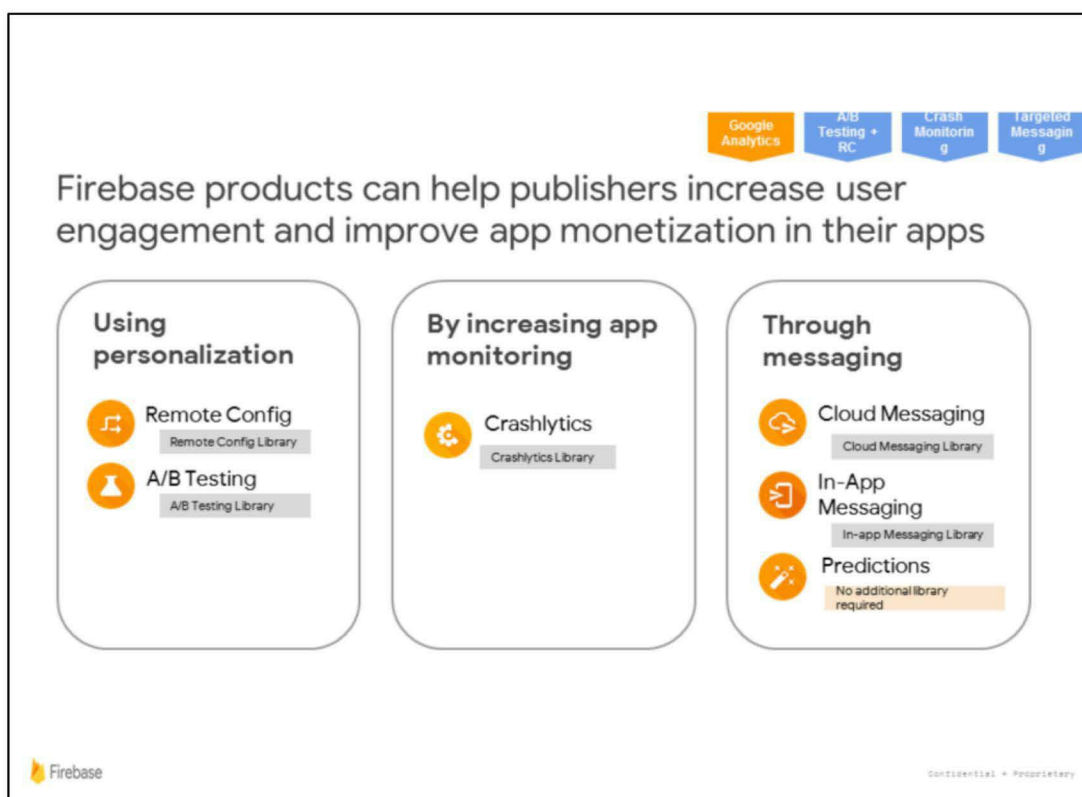 Google
Analytics
A/B
Testing +
RC
Crash
Monitorin
g
Targeted
Messagin
g
Firebase products can help publishers increase user
engagement and improve app monetization in their apps
Using
personalization
Remote Config
Remote Config Library
A/B Testing
A/B Testing Library
By increasing app
monitoring
Crashlytics
Crashlytics Library
Through
messaging
Cloud Messaging
Cloud Messaging Library
In-App
Messaging
In-app Messaging Library
Predictions
No additional library
required
Firebase
Confidential + Proprietary